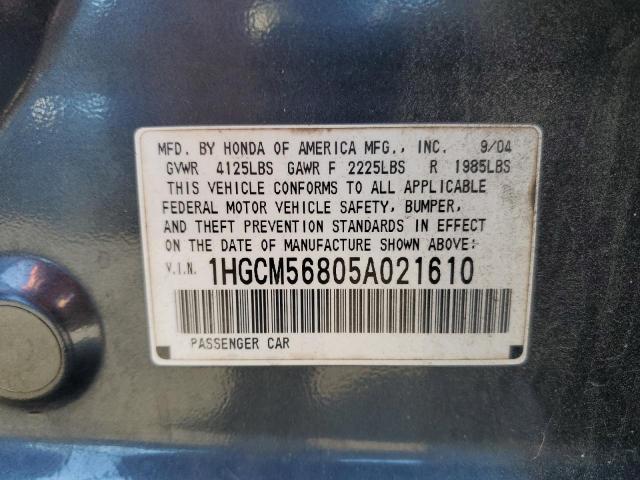 MFD. BY HONDA OF AMERICA MFG., INC. 9/04
GVWR 4125LBS GAWR F 2225LBS R 1985LBS
THIS VEHICLE CONFORMS TO ALL APPLICABLE
FEDERAL MOTOR VEHICLE SAFETY, BUMPER,
AND THEFT PREVENTION STANDARDS IN EFFECT
ON THE DATE OF MANUFACTURE SHOWN ABOVE:
V.I.N. 1HGCM56805A021610
PASSENGER CAR